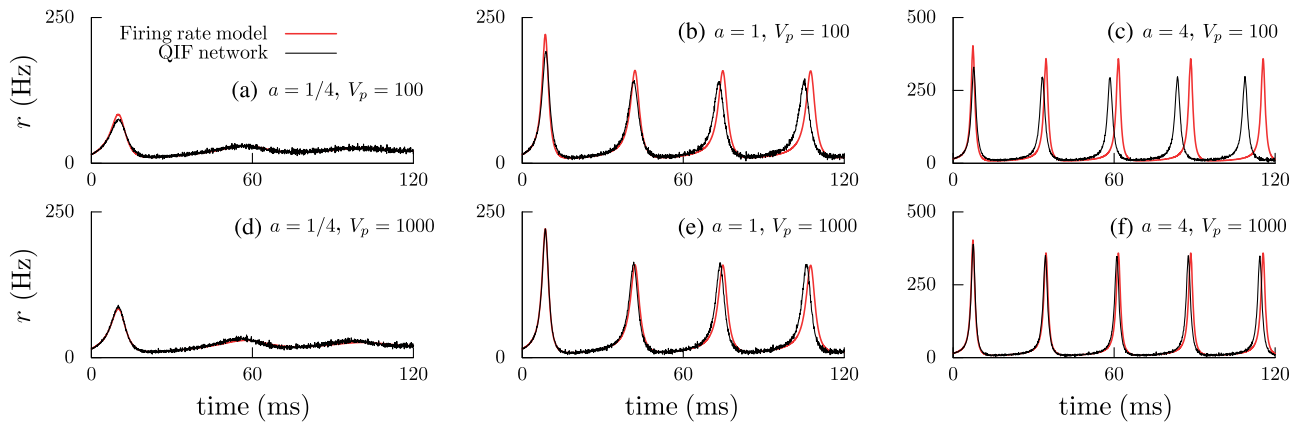 r (Hz)
250
0
Firing rate model
QIF network
(a) a = 1/4, V_p = 100
0
60
120
250
0
(b) a = 1, V_p = 100
0
60
120
500
250
0
(c) a = 4, V_p = 100
0
60
120
r (Hz)
250
0
(d) a = 1/4, V_p = 1000
0
60
120
time (ms)
250
0
(e) a = 1, V_p = 1000
0
60
120
time (ms)
500
250
0
(f) a = 4, V_p = 1000
0
60
120
time (ms)